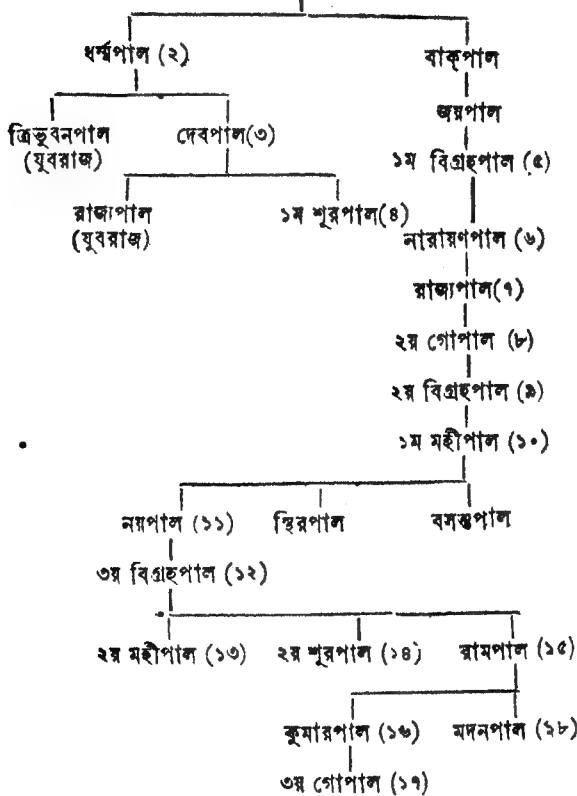 ধর্ম্মপাল (২) বাক্‌পাল
জয়পাল
ত্রিভুবনপাল দেবপাল(৩)
(যুবরাজ) ১ম বিগ্রহপাল (৫)
রাজ্যপাল ১ম শূরপাল(৪)
(যুবরাজ) নারায়ণপাল (৬)
রাজ্যপাল(৭)
২য় গোপাল (৮)
২য় বিগ্রহপাল (৯)
১ম মহীপাল (১০)
নয়পাল (১১) স্থিরপাল বসন্তপাল
৩য় বিগ্রহপাল (১২)
২য় মহীপাল (১৩) ২য় শূরপাল (১৪) রামপাল (১৫)
কুমারপাল (১৬) মদনপাল (১৮)
৩য় গোপাল (১৭)